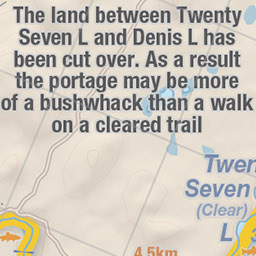 The land between Twenty
Seven L and Denis L has
been cut over. As a result
the portage may be more
of a bushwhack than a walk
on a cleared trail
Seven
(Clear)
L
4.5km